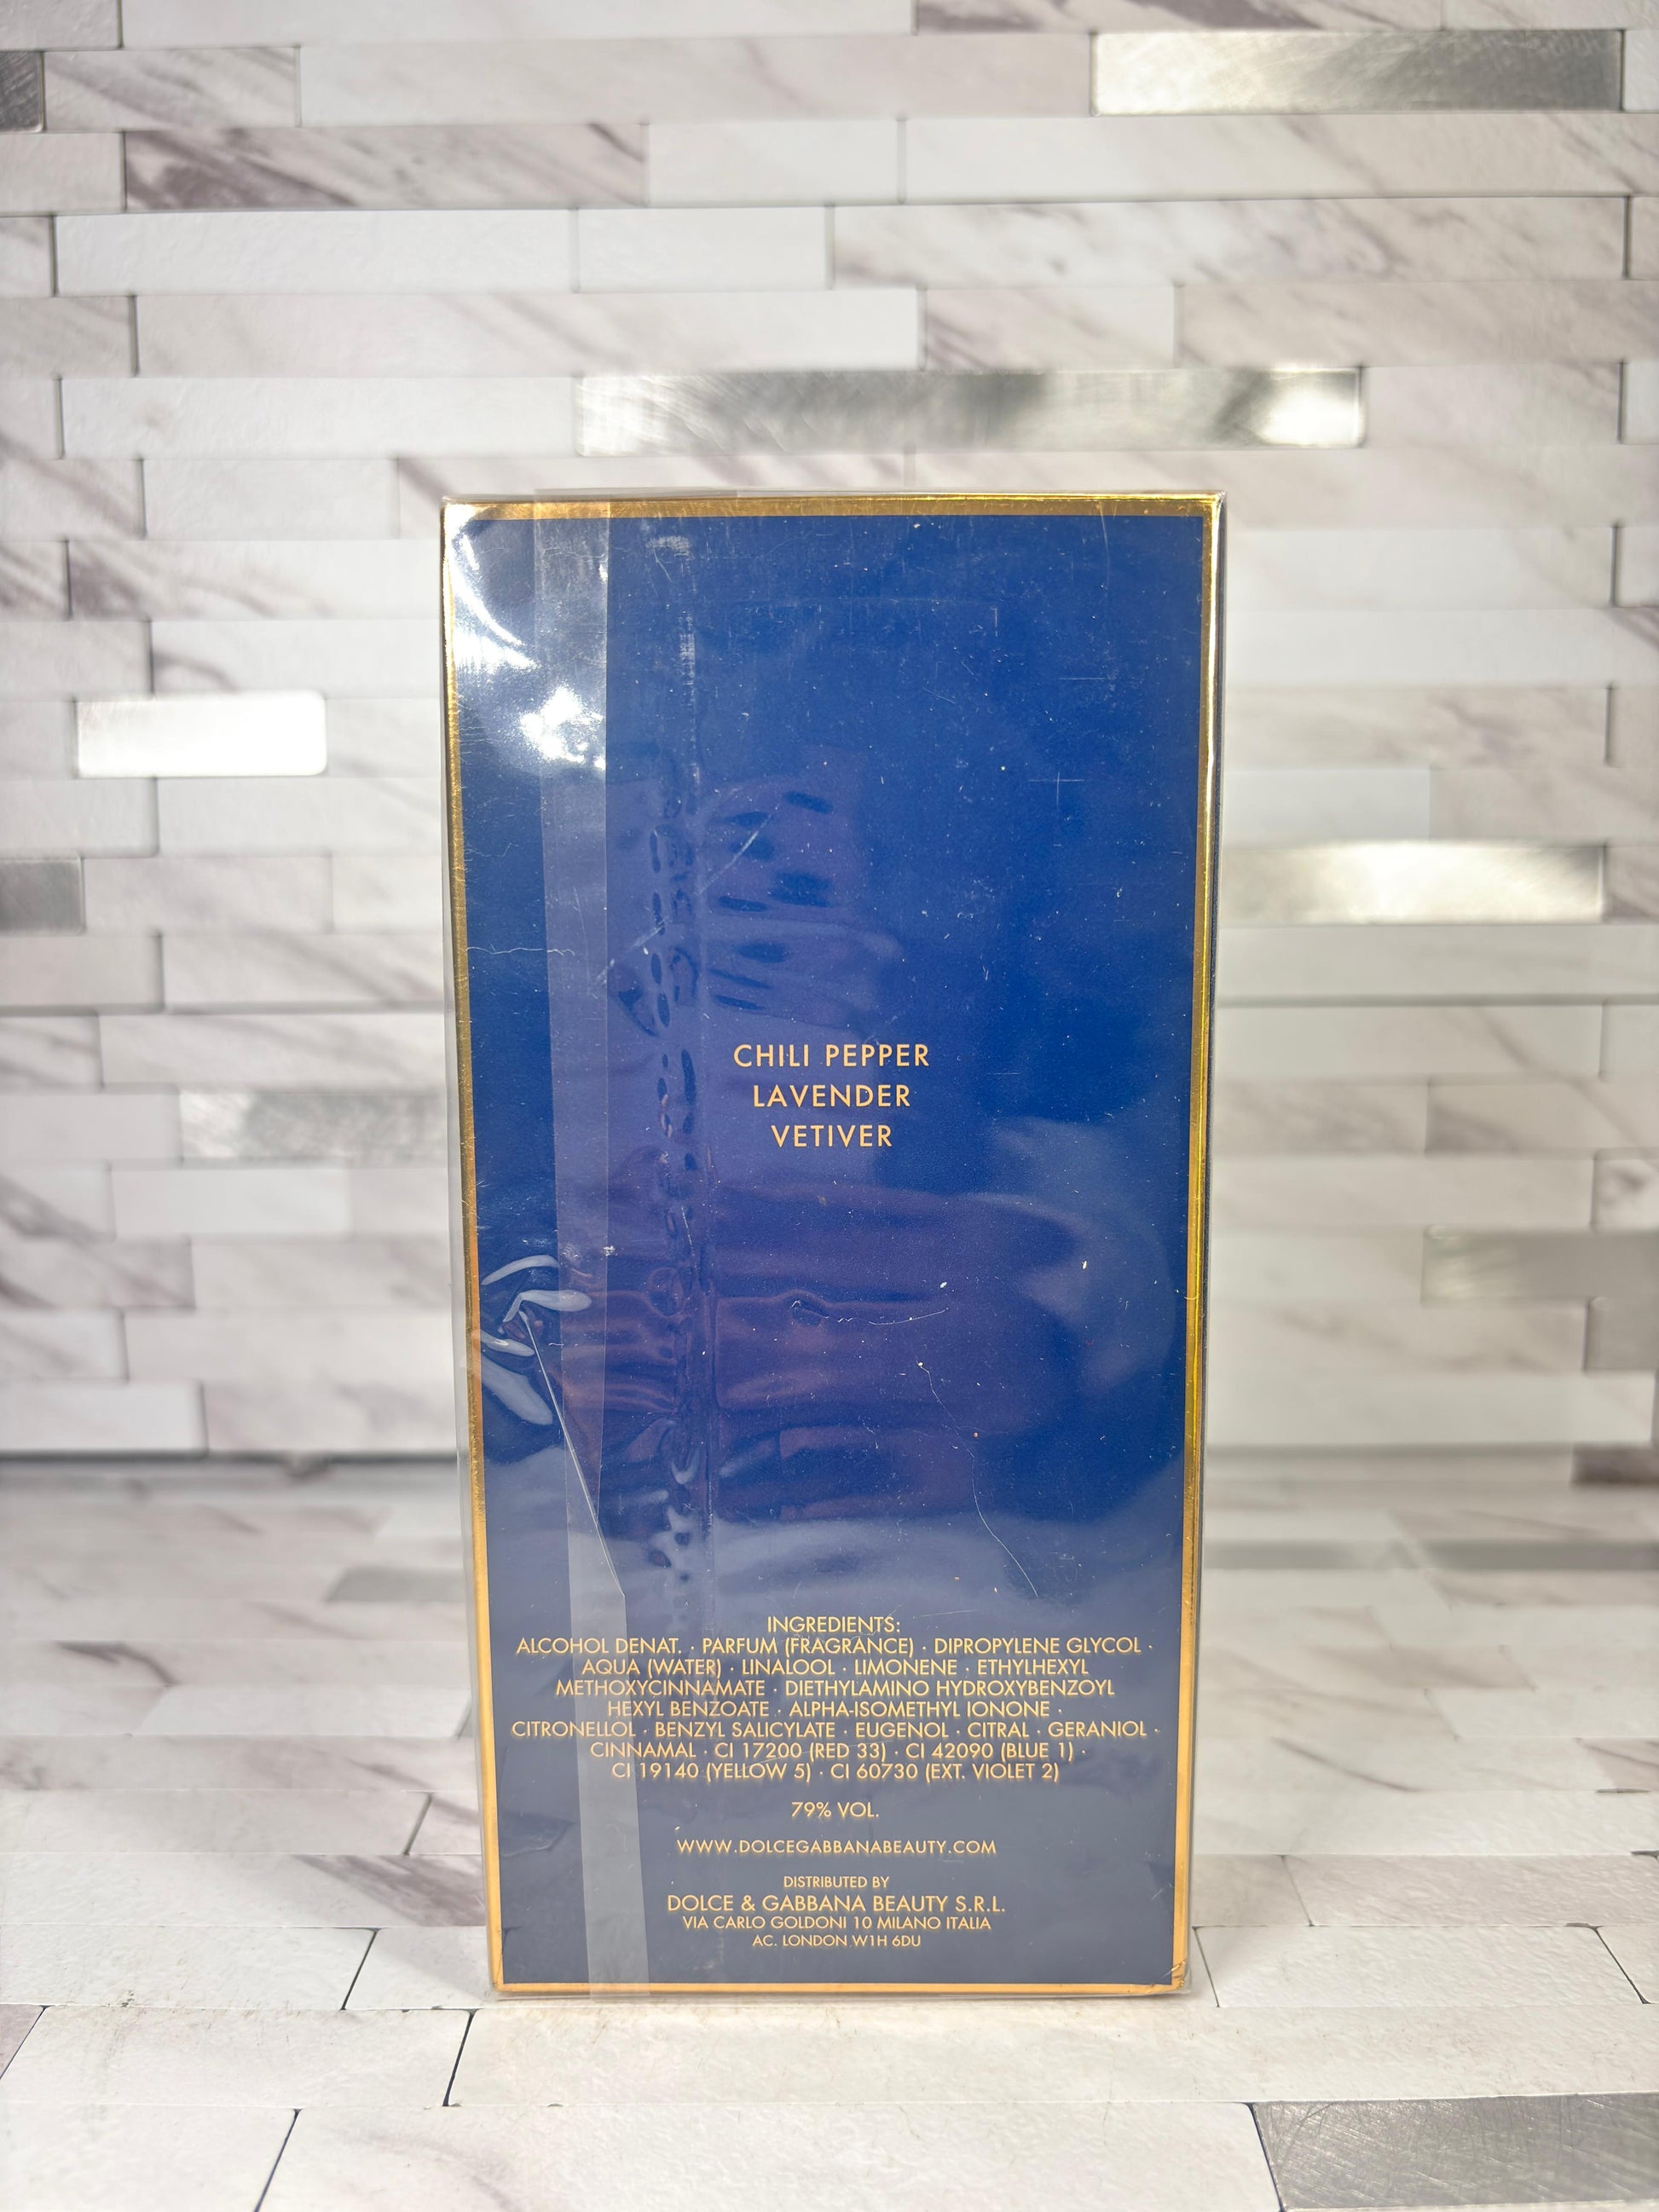 CHILI PEPPER
LAVENDER
VETIVER
INGREDIENTS:
ALCOHOL DENAT. · PARFUM (FRAGRANCE) · DIPROPYLENE GLYCOL ·
AQUA (WATER) · LINALOOL · LIMONENE · ETHYLHEXYL
METHOXYCINNAMATE · DIETHYLAMINO HYDROXYBENZOYL
HEXYL BENZOATE · ALPHA-ISOMETHYL IONONE ·
CITRONELLOL · BENZYL SALICYLATE · EUGENOL · CITRAL · GERANIOL ·
CINNAMAL · CI 17200 (RED 33) · CI 42090 (BLUE 1) ·
CI 19140 (YELLOW 5) · CI 60730 (EXT. VIOLET 2)
79% VOL.
WWW.DOLCEGABBANABEAUTY.COM
DISTRIBUTED BY
DOLCE & GABBANA BEAUTY S.R.L.
VIA CARLO GOLDONI 10 MILANO ITALIA
AC. LONDON W1H 6DU